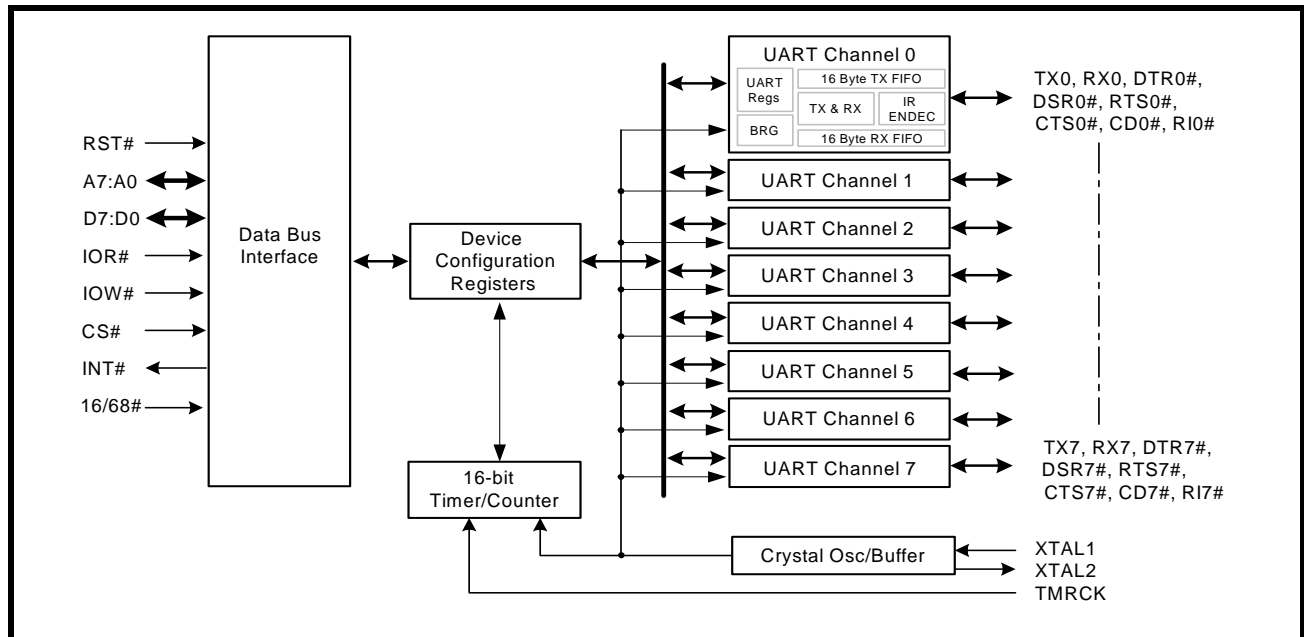 RST#
A7:A0
D7:D0
IOR#
IOW#
CS#
INT#
16/68#
Data Bus
Interface
Device
Configuration
Registers
16-bit
Timer/Counter
UART Channel 0
UART
Regs
BRG
16 Byte TX FIFO
TX & RX
IR
ENDEC
16 Byte RX FIFO
UART Channel 1
UART Channel 2
UART Channel 3
UART Channel 4
UART Channel 5
UART Channel 6
UART Channel 7
Crystal Osc/Buffer
TX0, RX0, DTR0#,
DSR0#, RTS0#,
CTS0#, CD0#, RI0#
TX7, RX7, DTR7#,
DSR7#, RTS7#,
CTS7#, CD7#, RI7#
XTAL1
XTAL2
TMRCK